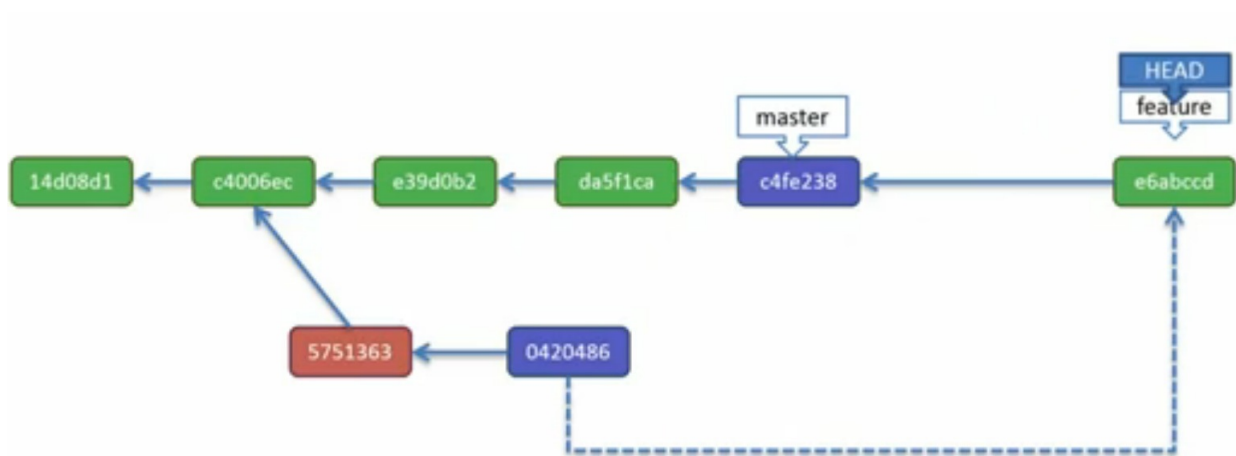 HEAD
feature
master
14d08d1
c4006ec
e39d0b2
da5f1ca
c4fe238
e6abccd
5751363
0420486